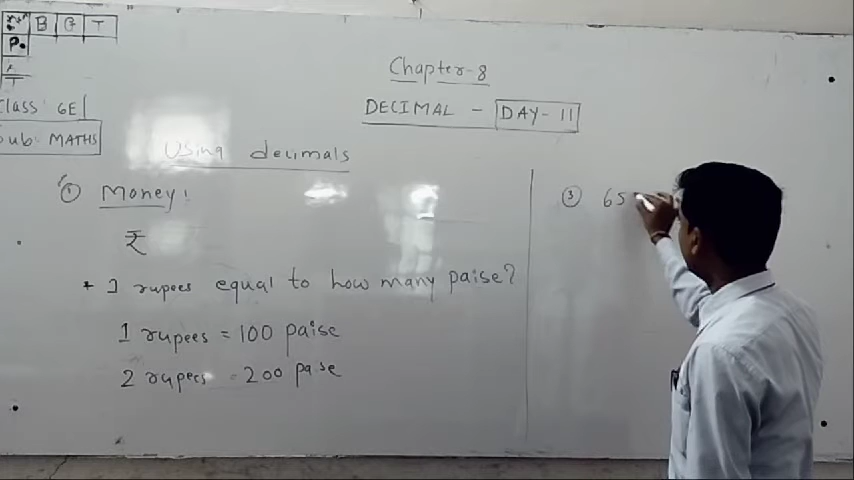 B G T
P.
Class: 6E
Sub: MATHS
Chapter-8
DECIMAL - DAY-11
Using decimals
① Money:
₹
1 rupees equal to how many paise?
1 rupees = 100 paise
2 rupees = 200 paise
③ 65